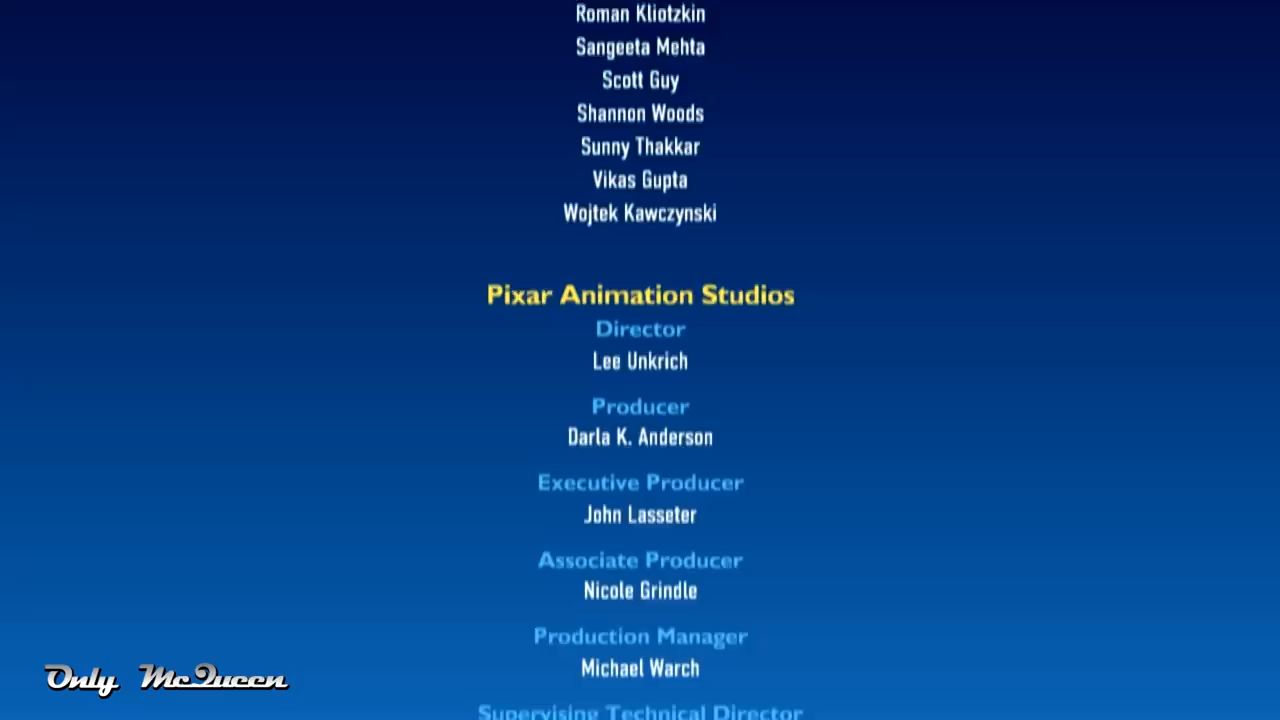 Roman Kliotzkin
Sangeeta Mehta
Scott Guy
Shannon Woods
Sunny Thakkar
Vikas Gupta
Wojtek Kawczynski
Pixar Animation Studios
Director
Lee Unkrich
Producer
Darla K. Anderson
Executive Producer
John Lasseter
Associate Producer
Nicole Grindle
Production Manager
Michael Warch
Supervising Technical Director
Only McQueen